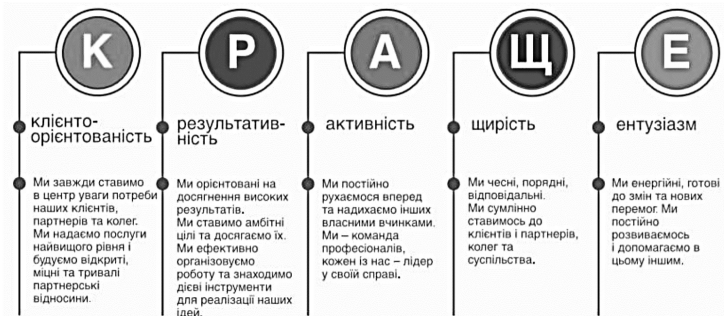 К
Р
А
Щ
Е
клієнто-
орієнтованість
результатив-
ність
активність
щирість
ентузіазм
Ми завжди ставимо
в центр уваги потреби
наших клієнтів,
партнерів та колег.
Ми надаємо послуги
найвищого рівня і
будуємо відкриті,
міцні та тривалі
партнерські
відносини.
Ми орієнтовані на
досягнення високих
результатів.
Ми ставимо амбітні
цілі та досягаємо їх.
Ми ефективно
організовуємо
роботу та знаходимо
дієві інструменти
для реалізації наших
ідей.
Ми постійно
рухаємося вперед
та надихаємо інших
власними вчинками.
Ми – команда
професіоналів,
кожен із нас – лідер
у своїй справі.
Ми чесні, порядні,
відповідальні.
Ми сумлінно
ставимось до
клієнтів і партнерів,
колег та
суспільства.
Ми енергійні, готові
до змін та нових
перемог. Ми
постійно
розвиваємось
і допомагаємо в
цьому іншим.